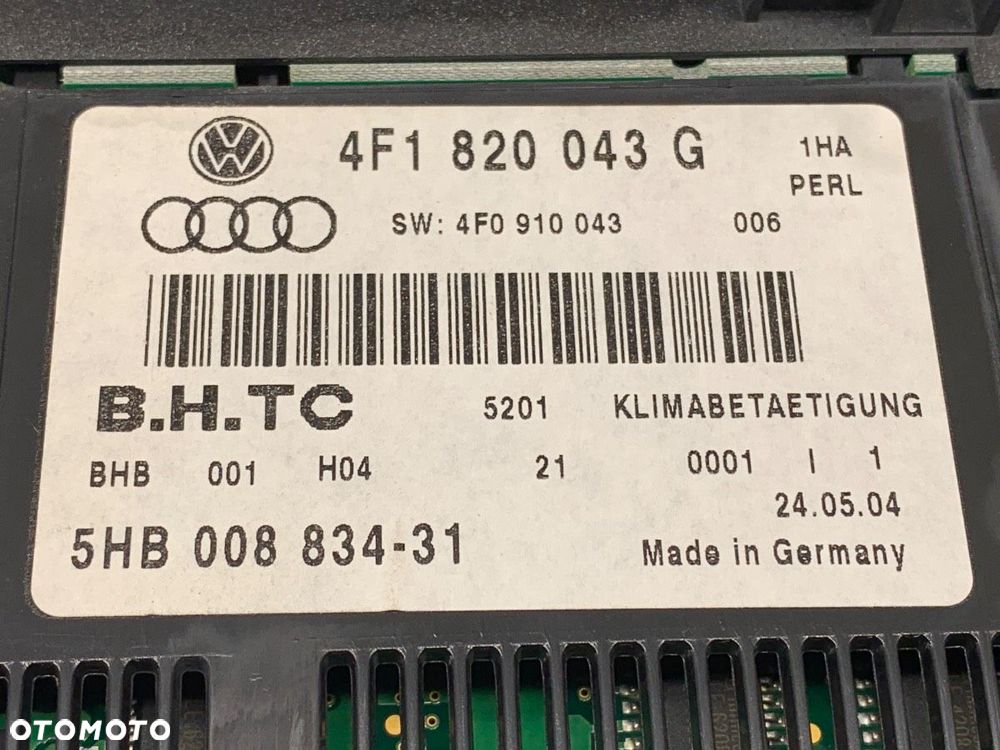 4F1 820 043 G
1HA
PERL
SW: 4F0 910 043 006
B.H.TC 5201 KLIMABETAETIGUNG
BHB 001 H04 21 0001 I 1
24.05.04
5HB 008 834-31 Made in Germany
OTOMOTO